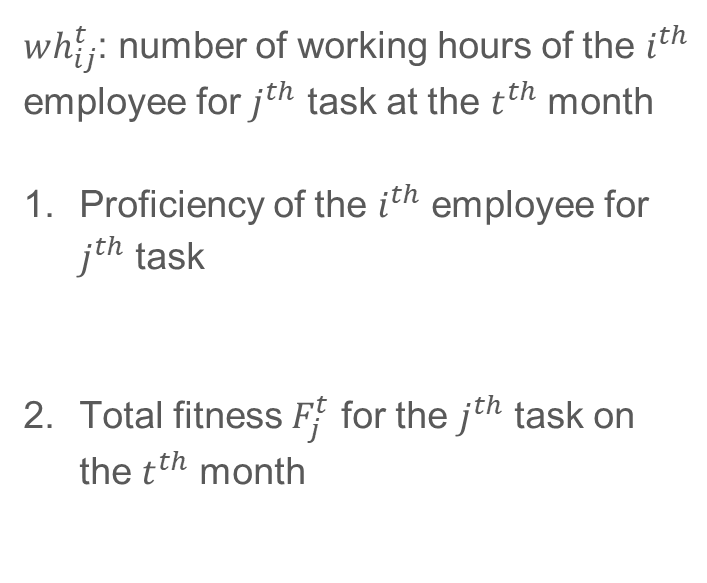 wh_{ij}^{t}: number of working hours of the i^{th}
employee for j^{th} task at the t^{th} month
1. Proficiency of the i^{th} employee for
j^{th} task
2. Total fitness F_{j}^{t} for the j^{th} task on
the t^{th} month